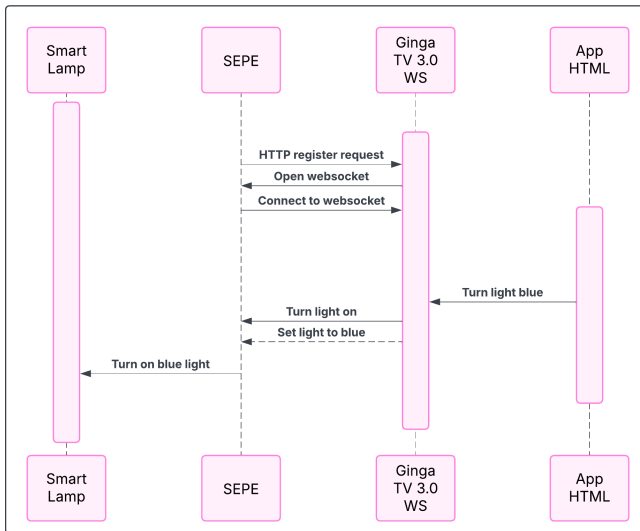 Smart
Lamp
SEPE
Ginga
TV 3.0
WS
App
HTML
HTTP register request
Open websocket
Connect to websocket
Turn light blue
Turn light on
Set light to blue
Turn on blue light
Smart
Lamp
SEPE
Ginga
TV 3.0
WS
App
HTML